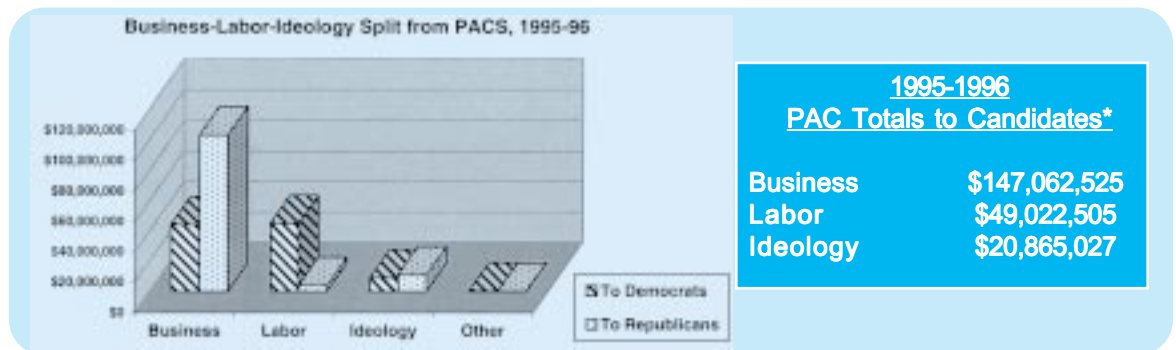 Business-Labor-Ideology Split from PACS, 1995-96
$120,000,000
$100,000,000
$80,000,000
$60,000,000
$40,000,000
$20,000,000
$0
Business Labor Ideology Other
To Democrats
To Republicans
1995-1996
PAC Totals to Candidates*
Business $147,062,525
Labor $49,022,505
Ideology $20,865,027